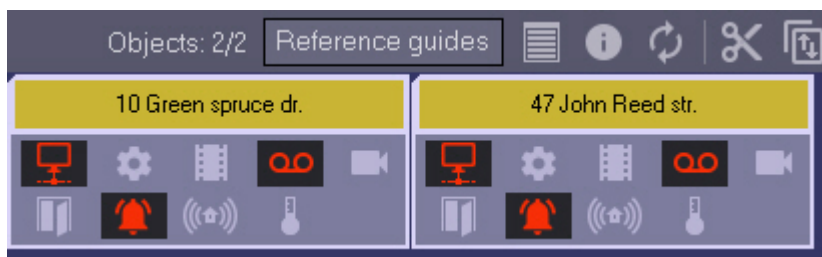 Objects: 2/2 Reference guides
10 Green spruce dr. 47 John Reed str.